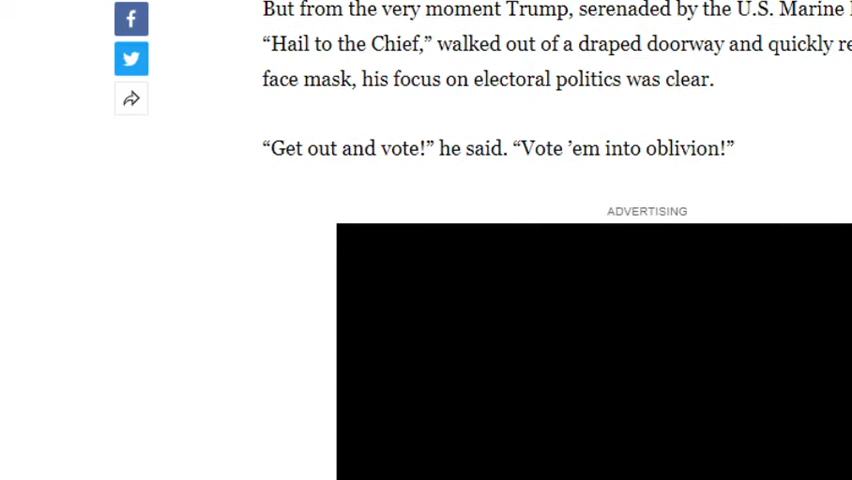 But from the very moment Trump, serenaded by the U.S. Marine
“Hail to the Chief,” walked out of a draped doorway and quickly
face mask, his focus on electoral politics was clear.
“Get out and vote!” he said. “Vote ’em into oblivion!”
ADVERTISING